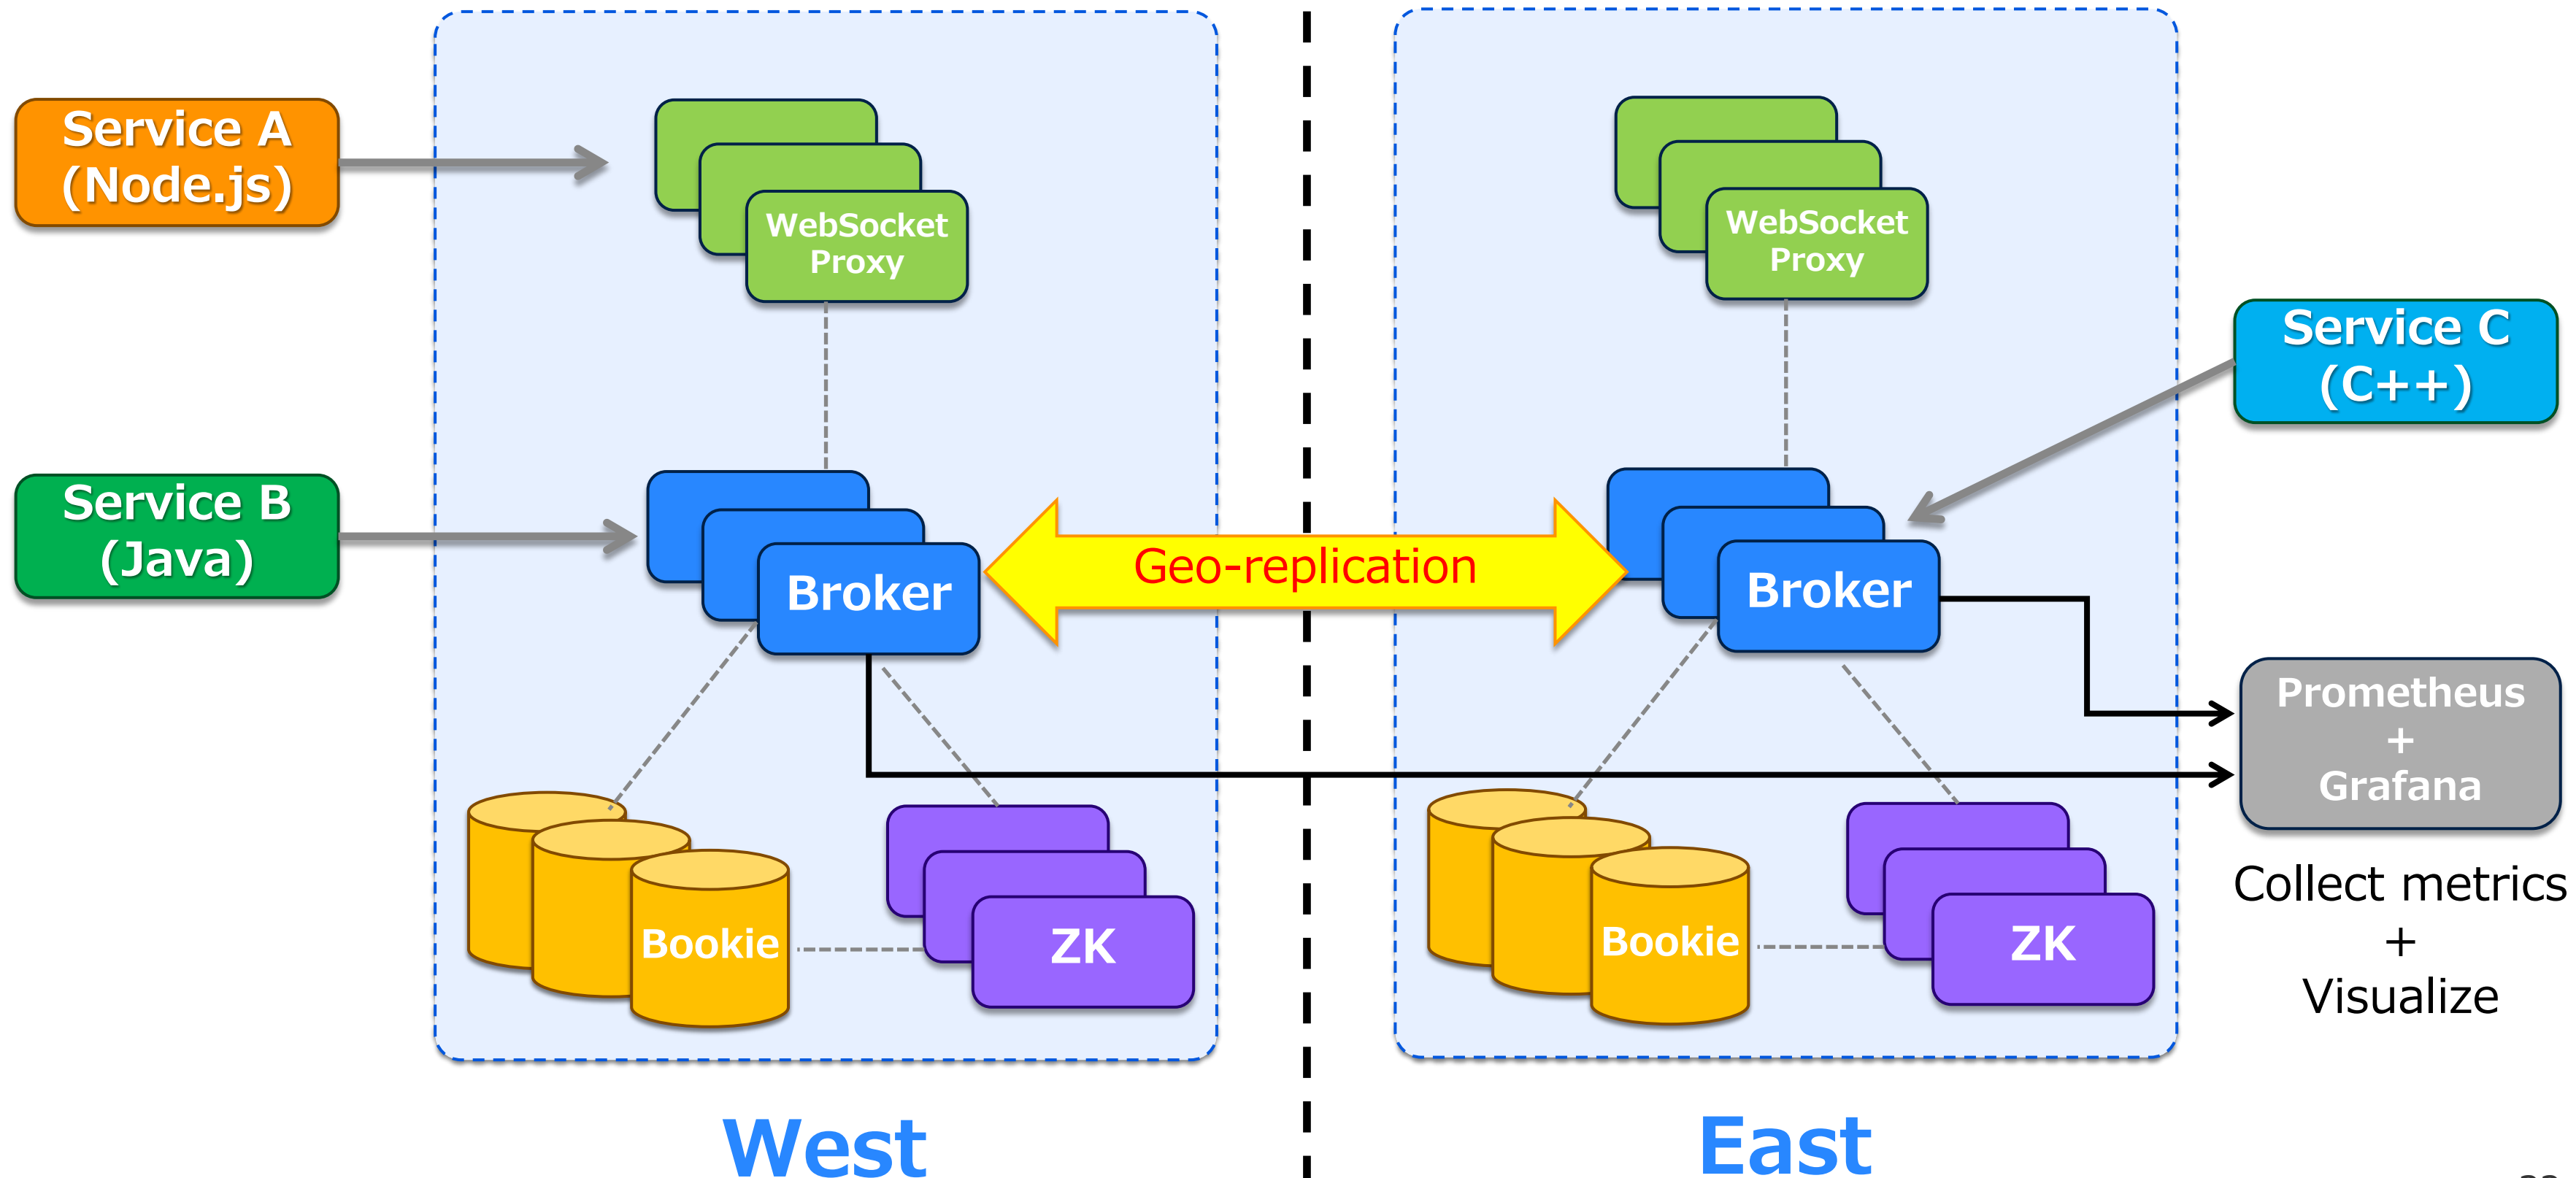 Service A
(Node.js)
WebSocket
Proxy
WebSocket
Proxy
Service C
(C++)
Service B
(Java)
Broker
Geo-replication
Broker
Prometheus
+
Grafana
Collect metrics
+
Visualize
Bookie
ZK
Bookie
ZK
West
East